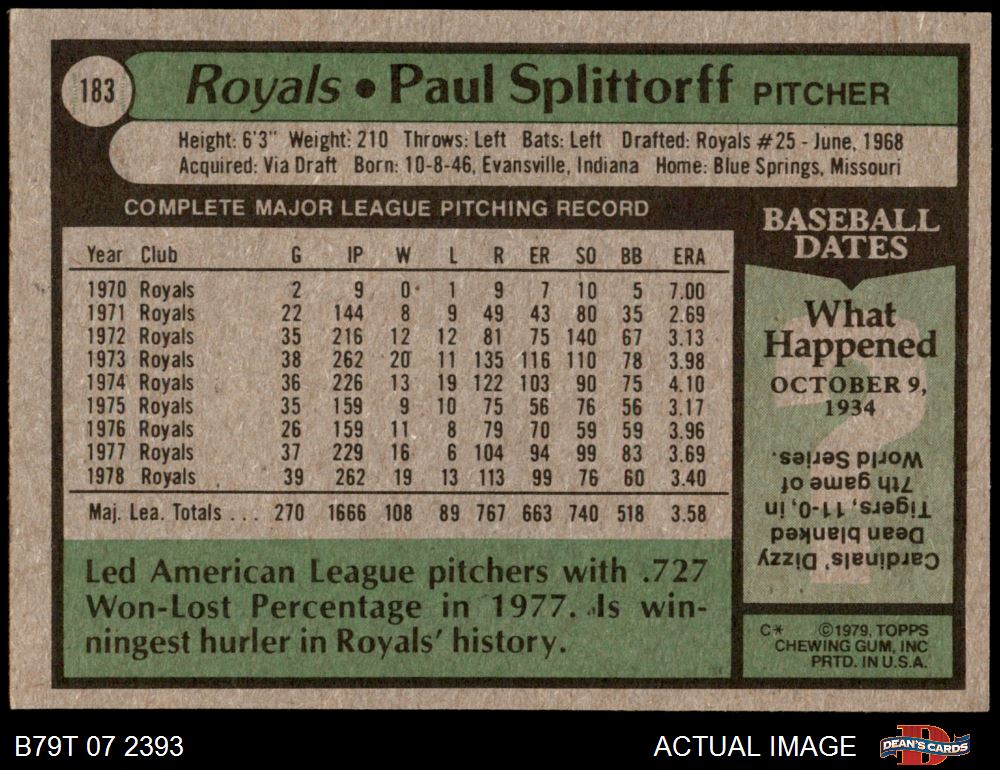 183
Royals • Paul Splittorff PITCHER
Height: 6'3" Weight: 210 Throws: Left Bats: Left Drafted: Royals #25 - June, 1968
Acquired: Via Draft Born: 10-8-46, Evansville, Indiana Home: Blue Springs, Missouri
COMPLETE MAJOR LEAGUE PITCHING RECORD
Year Club G IP W L R ER SO BB ERA
1970 Royals 2 9 0 1 9 7 10 5 7.00
1971 Royals 22 144 8 9 49 43 80 35 2.69
1972 Royals 35 216 12 12 81 75 140 67 3.13
1973 Royals 38 262 20 11 135 116 110 78 3.98
1974 Royals 36 226 13 19 122 103 90 75 4.10
1975 Royals 35 159 9 10 75 56 76 56 3.17
1976 Royals 26 159 11 8 79 70 59 59 3.96
1977 Royals 37 229 16 6 104 94 99 83 3.69
1978 Royals 39 262 19 13 113 99 76 60 3.40
Maj. Lea. Totals . . . 270 1666 108 89 767 663 740 518 3.58
Led American League pitchers with .727
Won-Lost Percentage in 1977. Is win-
ningest hurler in Royals' history.
BASEBALL
DATES
What
Happened
OCTOBER 9,
1934
Cardinals' Dizzy
Dean blanked
Tigers, 11-0, in
7th game of
World Series.
C* ©1979, TOPPS
CHEWING GUM, INC
PRTD. IN U.S.A.
B79T 07 2393
ACTUAL IMAGE
D
DEAN'S CARDS